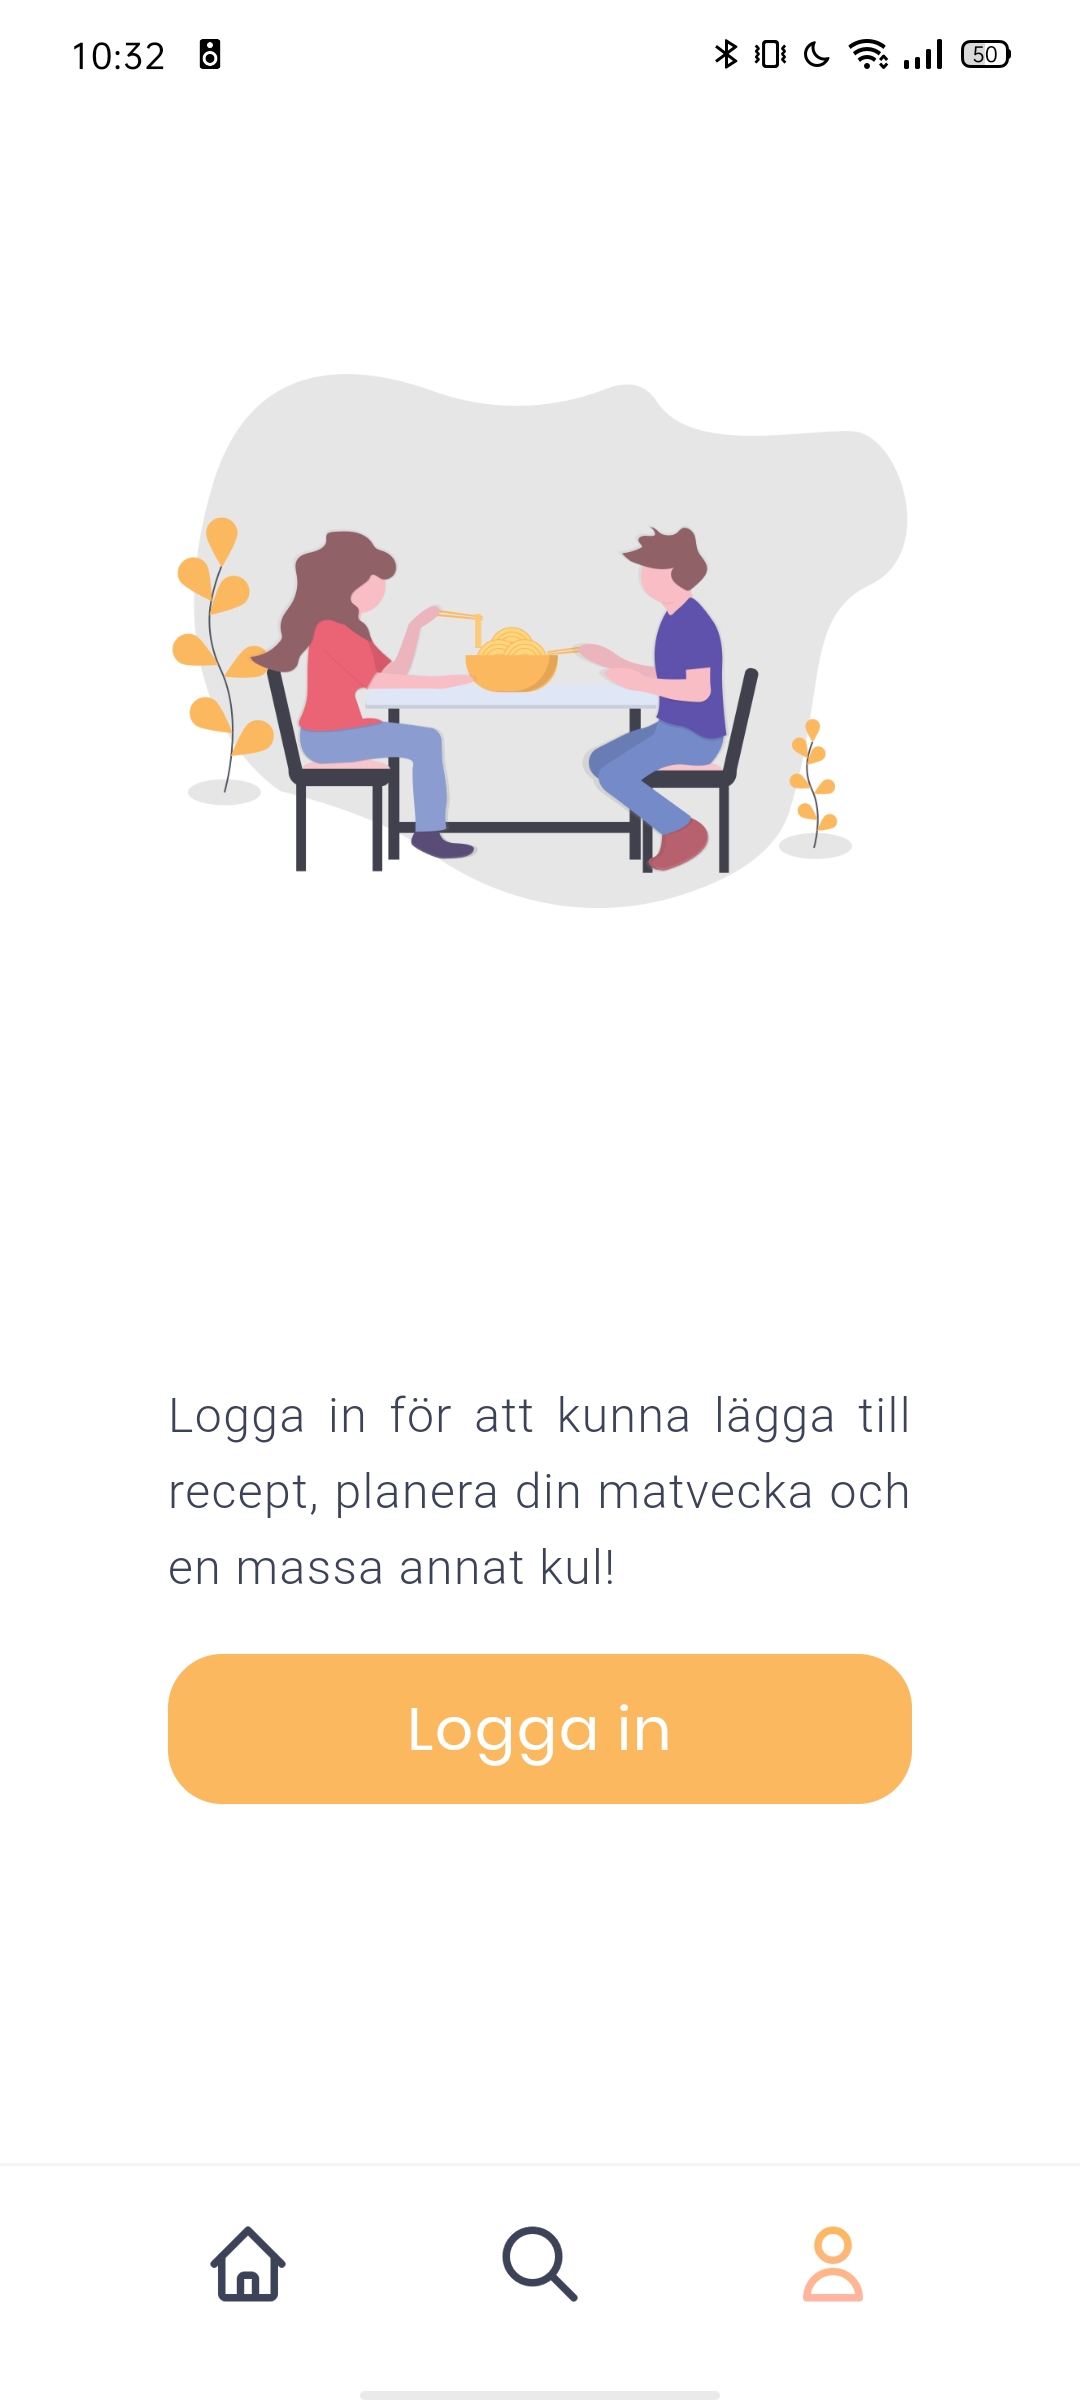 10:32
50
Logga in för att kunna lägga till
recept, planera din matvecka och
en massa annat kul!
Logga in